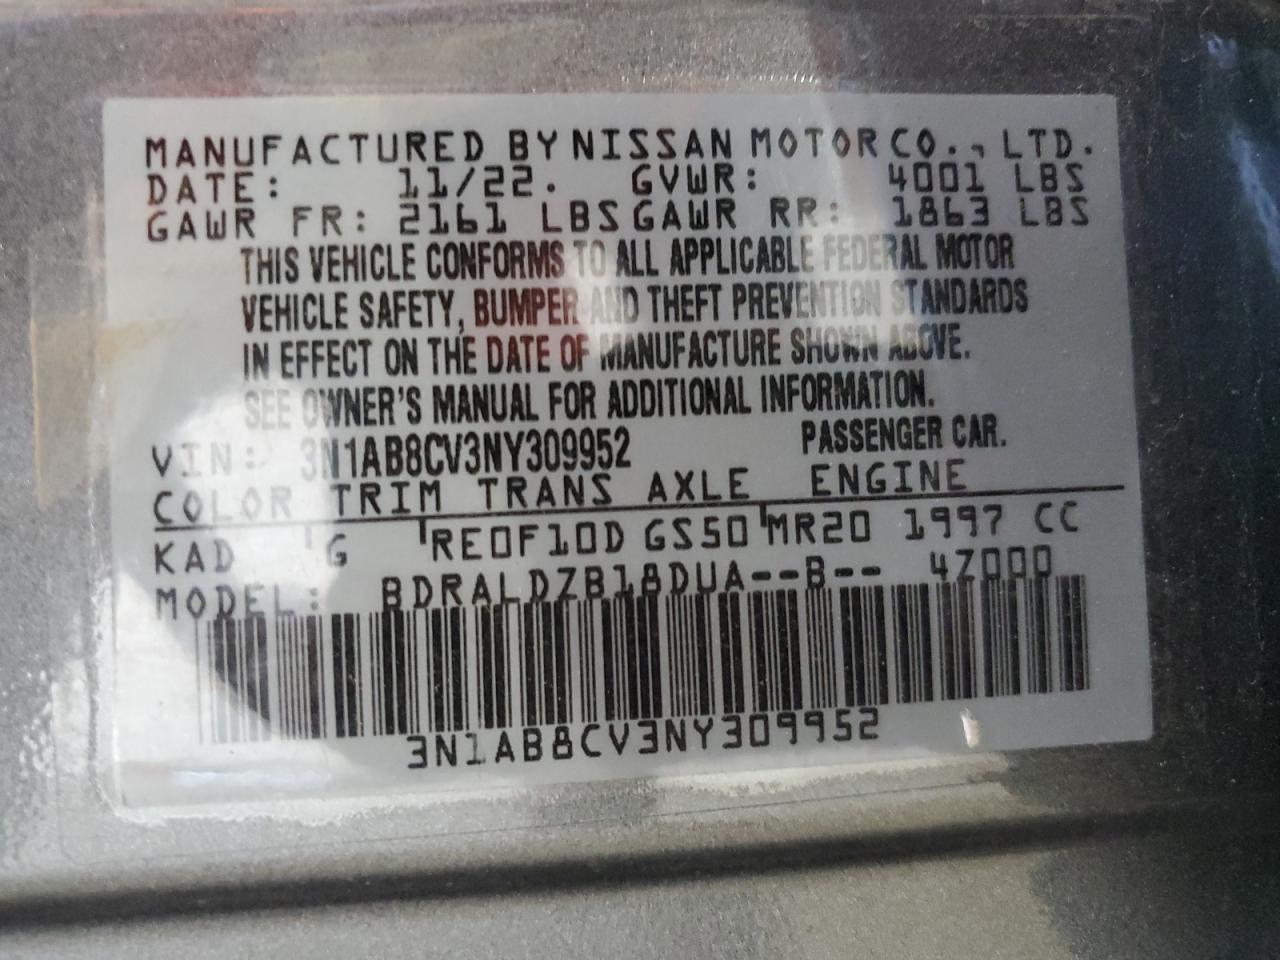 MANUFACTURED BY NISSAN MOTOR CO., LTD.
DATE: 11/22. GVWR: 4001 LBS
GAWR FR: 2161 LBS GAWR RR: 1863 LBS
THIS VEHICLE CONFORMS TO ALL APPLICABLE FEDERAL MOTOR
VEHICLE SAFETY, BUMPER AND THEFT PREVENTION STANDARDS
IN EFFECT ON THE DATE OF MANUFACTURE SHOWN ABOVE.
SEE OWNER'S MANUAL FOR ADDITIONAL INFORMATION.
VIN: 3N1AB8CV3NY309952 PASSENGER CAR.
COLOR TRIM TRANS AXLE ENGINE
KAD G RE0F10D GS50 MR20 1997 CC
MODEL: BDRALDZB18DUA--B-- 4Z000
3N1AB8CV3NY309952